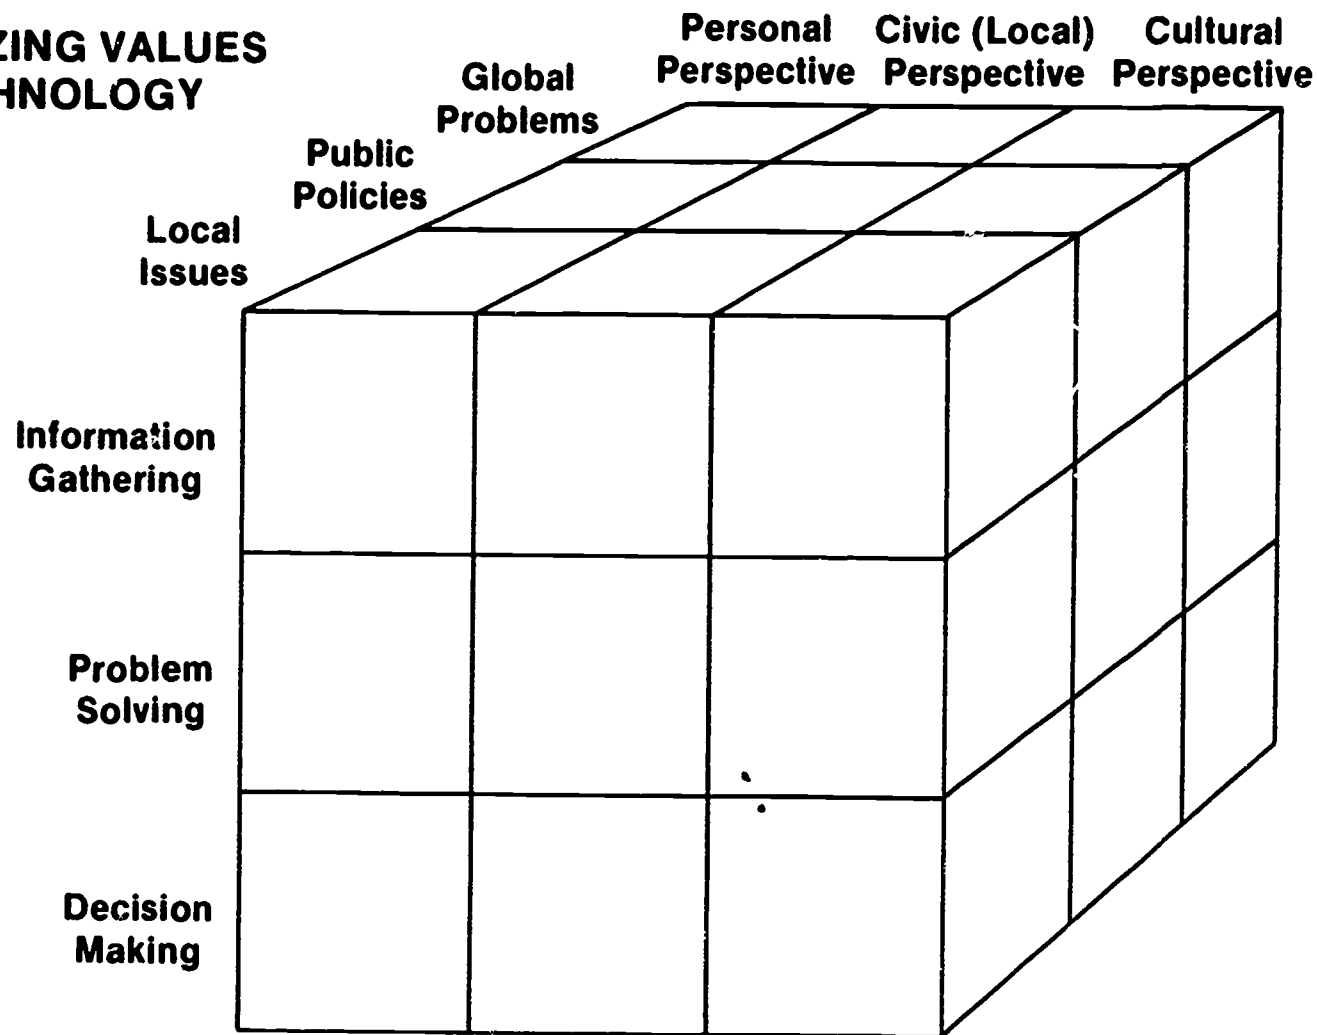 ZING VALUES
HNOLOGY
Personal
Perspective
Civic (Local)
Perspective
Cultural
Perspective
Global
Problems
Public
Policies
Local
Issues
Information
Gathering
Problem
Solving
Decision
Making